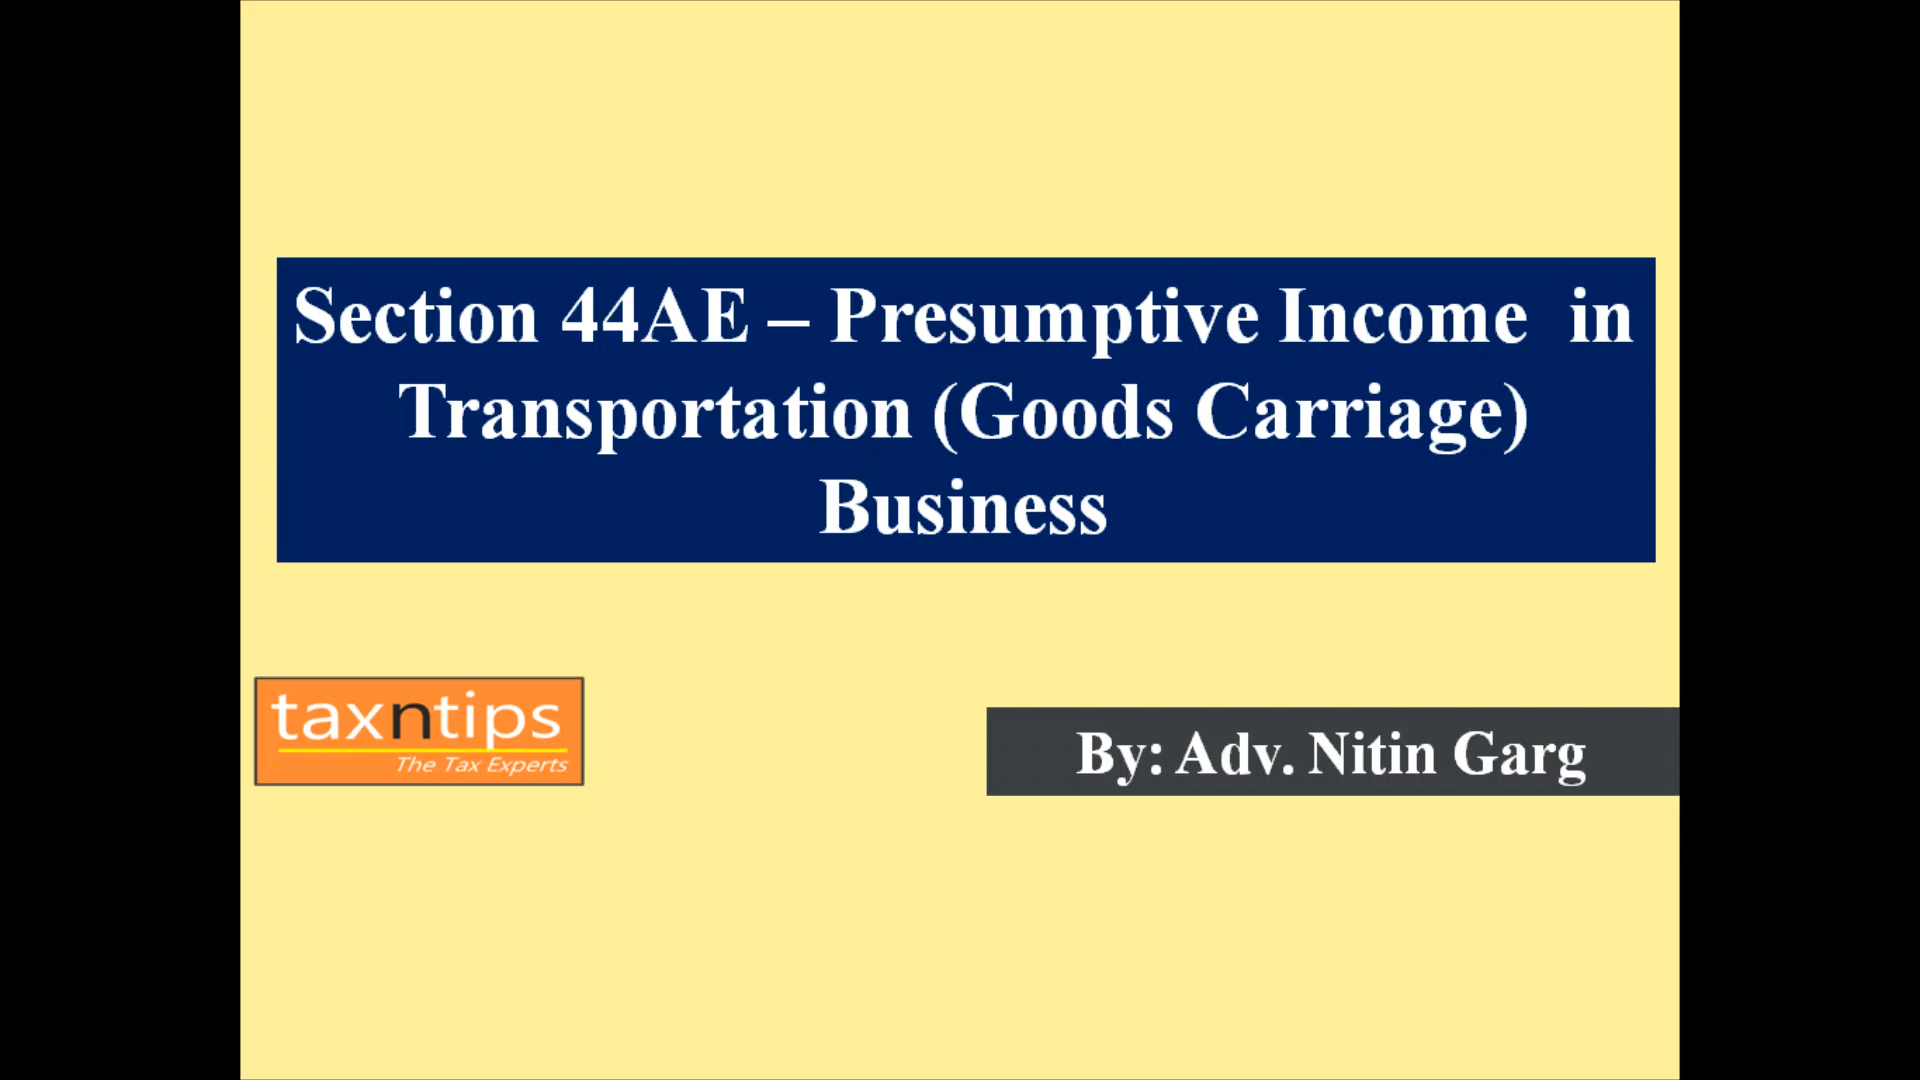 Section 44AE – Presumptive Income in
Transportation (Goods Carriage)
Business
taxntips
The Tax Experts
By: Adv. Nitin Garg